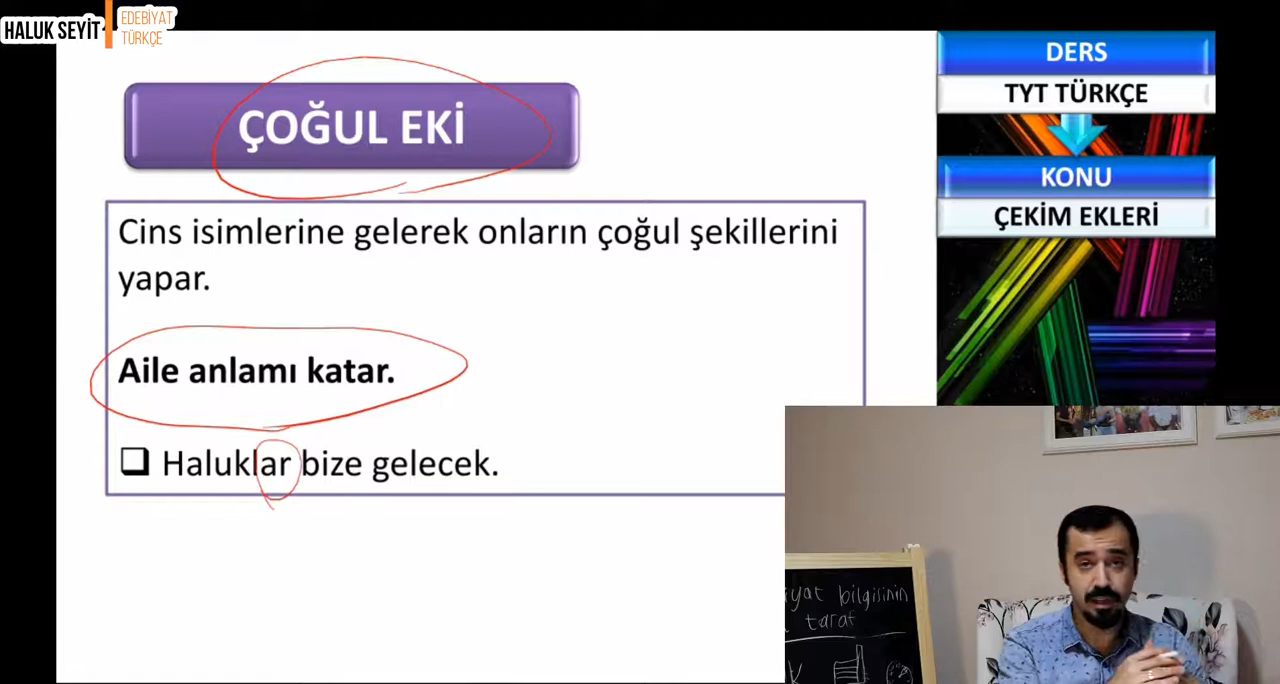 HALUK SEYİT
EDEBİYAT
TÜRKÇE
ÇOĞUL EKİ
Cins isimlerine gelerek onların çoğul şekillerini
yapar.
Aile anlamı katar.
Haluklar bize gelecek.
DERS
TYT TÜRKÇE
KONU
ÇEKİM EKLERİ
bilgisinin
taraf